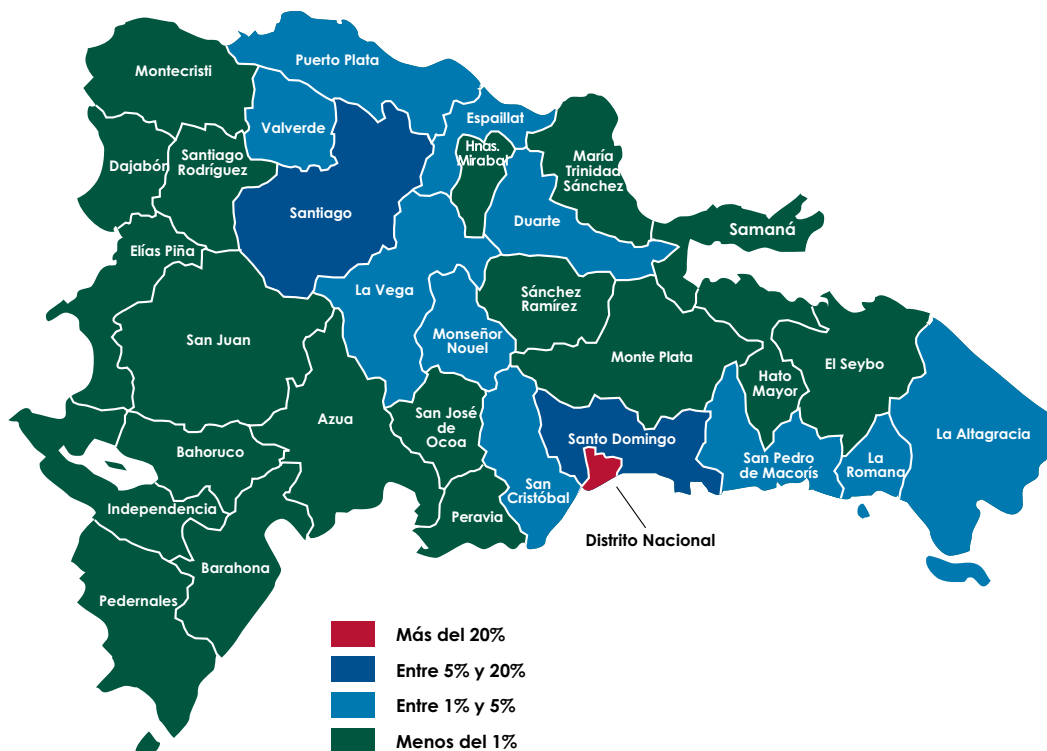 Puerto Plata
Montecristi
Espaillat
Valverde
Hnas.
Mirabal
María
Trinidad
Sánchez
Dajabón
Santiago
Rodríguez
Santiago
Duarte
Samaná
Elías Piña
La Vega
Sánchez
Ramírez
San Juan
Monseñor
Nouel
Monte Plata
El Seybo
Hato
Mayor
Azua
San José
de
Ocoa
Santo Domingo
La Altagracia
Bahoruco
San Pedro
de Macorís
La
Romana
San
Cristóbal
Independencia
Peravia
Distrito Nacional
Barahona
Pedernales
Más del 20%
Entre 5% y 20%
Entre 1% y 5%
Menos del 1%